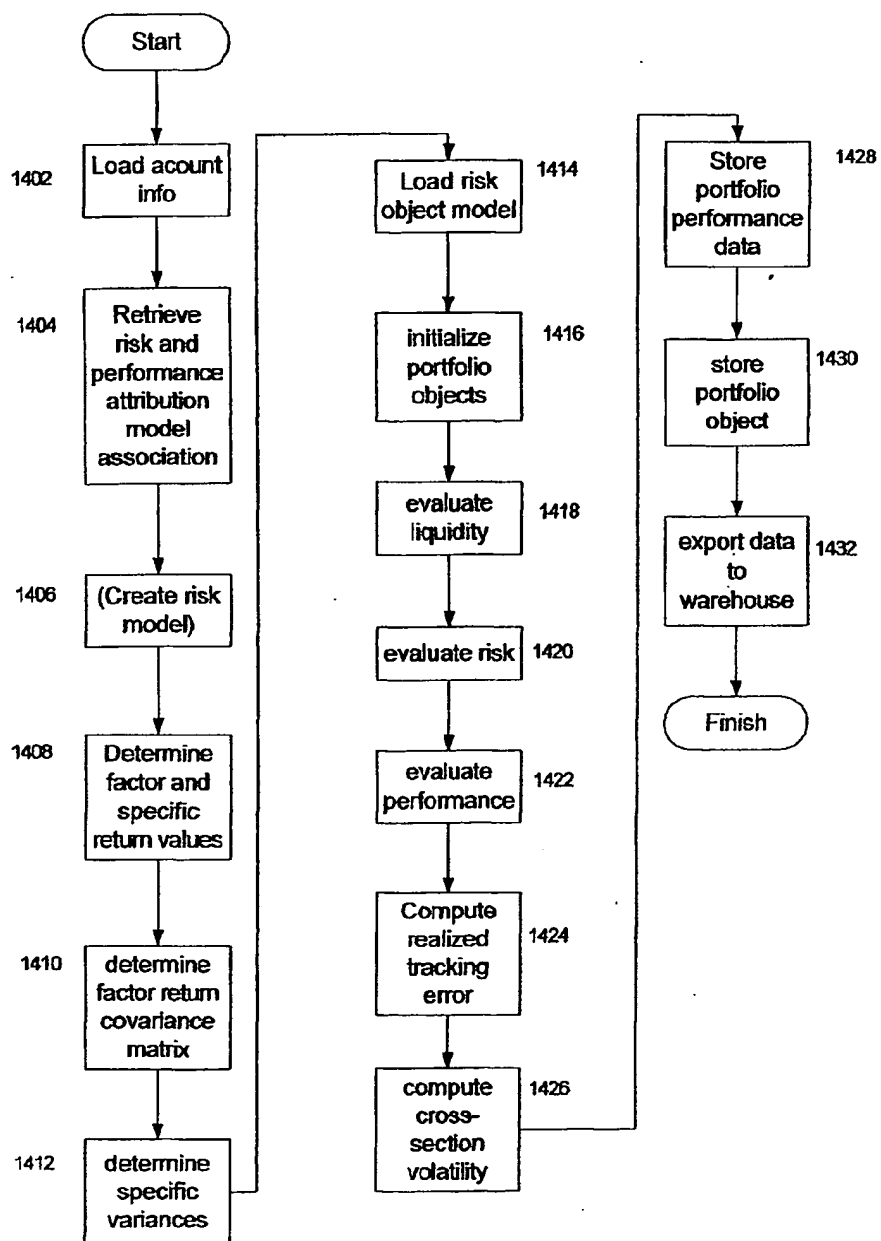 Start
1402
Load acount
info
1404
Retrieve
risk and
performance
attribution
model
association
1406
(Create risk
model)
1408
Determine
factor and
specific
return values
1410
determine
factor return
covariance
matrix
1412
determine
specific
variances
Load risk
object model
1414
initialize
portfolio
objects
1416
evaluate
liquidity
1418
evaluate risk
1420
evaluate
performance
1422
Compute
realized
tracking
error
1424
compute
cross-
section
volatility
1426
Store
portfolio
performance
data
1428
store
portfolio
object
1430
export data
to
warehouse
1432
Finish